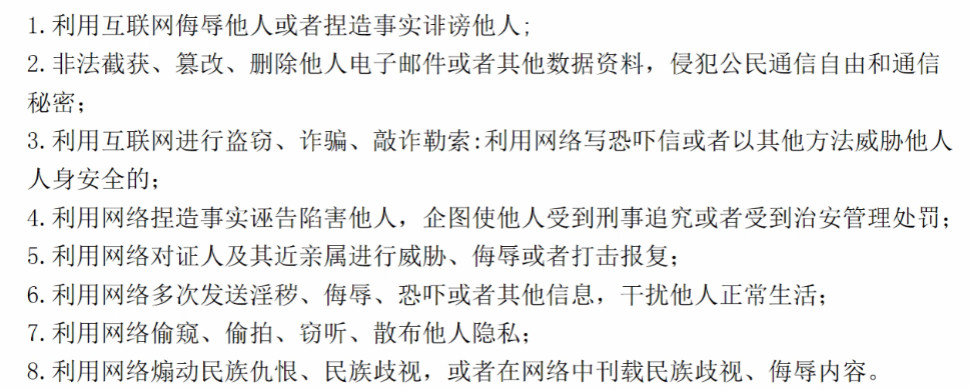 1.利用互联网侮辱他人或者捏造事实诽谤他人;
2.非法截获、篡改、删除他人电子邮件或者其他数据资料，侵犯公民通信自由和通信
秘密；
3.利用互联网进行盗窃、诈骗、敲诈勒索:利用网络写恐吓信或者以其他方法威胁他人
人身安全的；
4.利用网络捏造事实诬告陷害他人，企图使他人受到刑事追究或者受到治安管理处罚；
5.利用网络对证人及其近亲属进行威胁、侮辱或者打击报复；
6.利用网络多次发送淫秽、侮辱、恐吓或者其他信息，干扰他人正常生活；
7.利用网络偷窥、偷拍、窃听、散布他人隐私；
8.利用网络煽动民族仇恨、民族歧视，或者在网络中刊载民族歧视、侮辱内容。